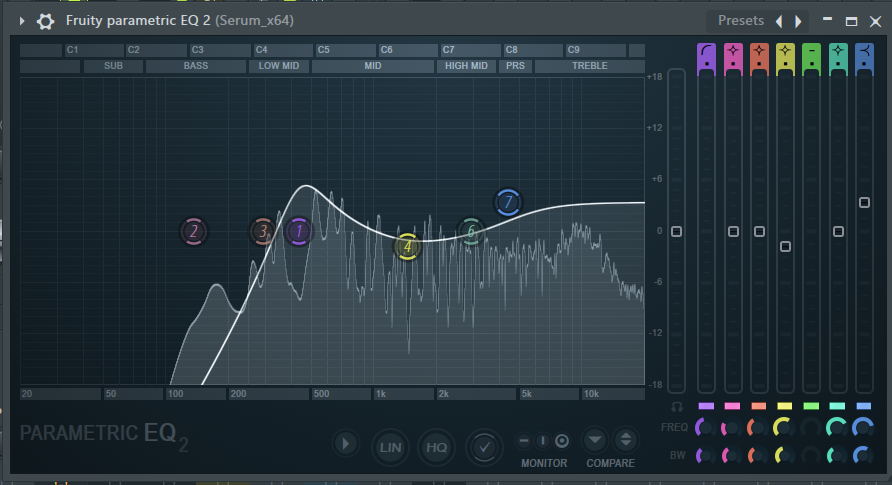 Fruity parametric EQ 2 (Serum_x64) Presets
C1 C2 C3 C4 C5 C6 C7 C8 C9
SUB BASS LOW MID MID HIGH MID PRS TREBLE
+18
+12
+6
0
-6
-12
-18
2 3 1 4 6 7
20 50 100 200 500 1k 2k 5k 10k
PARAMETRIC EQ 2
LIN HQ
MONITOR COMPARE
FREQ
BW